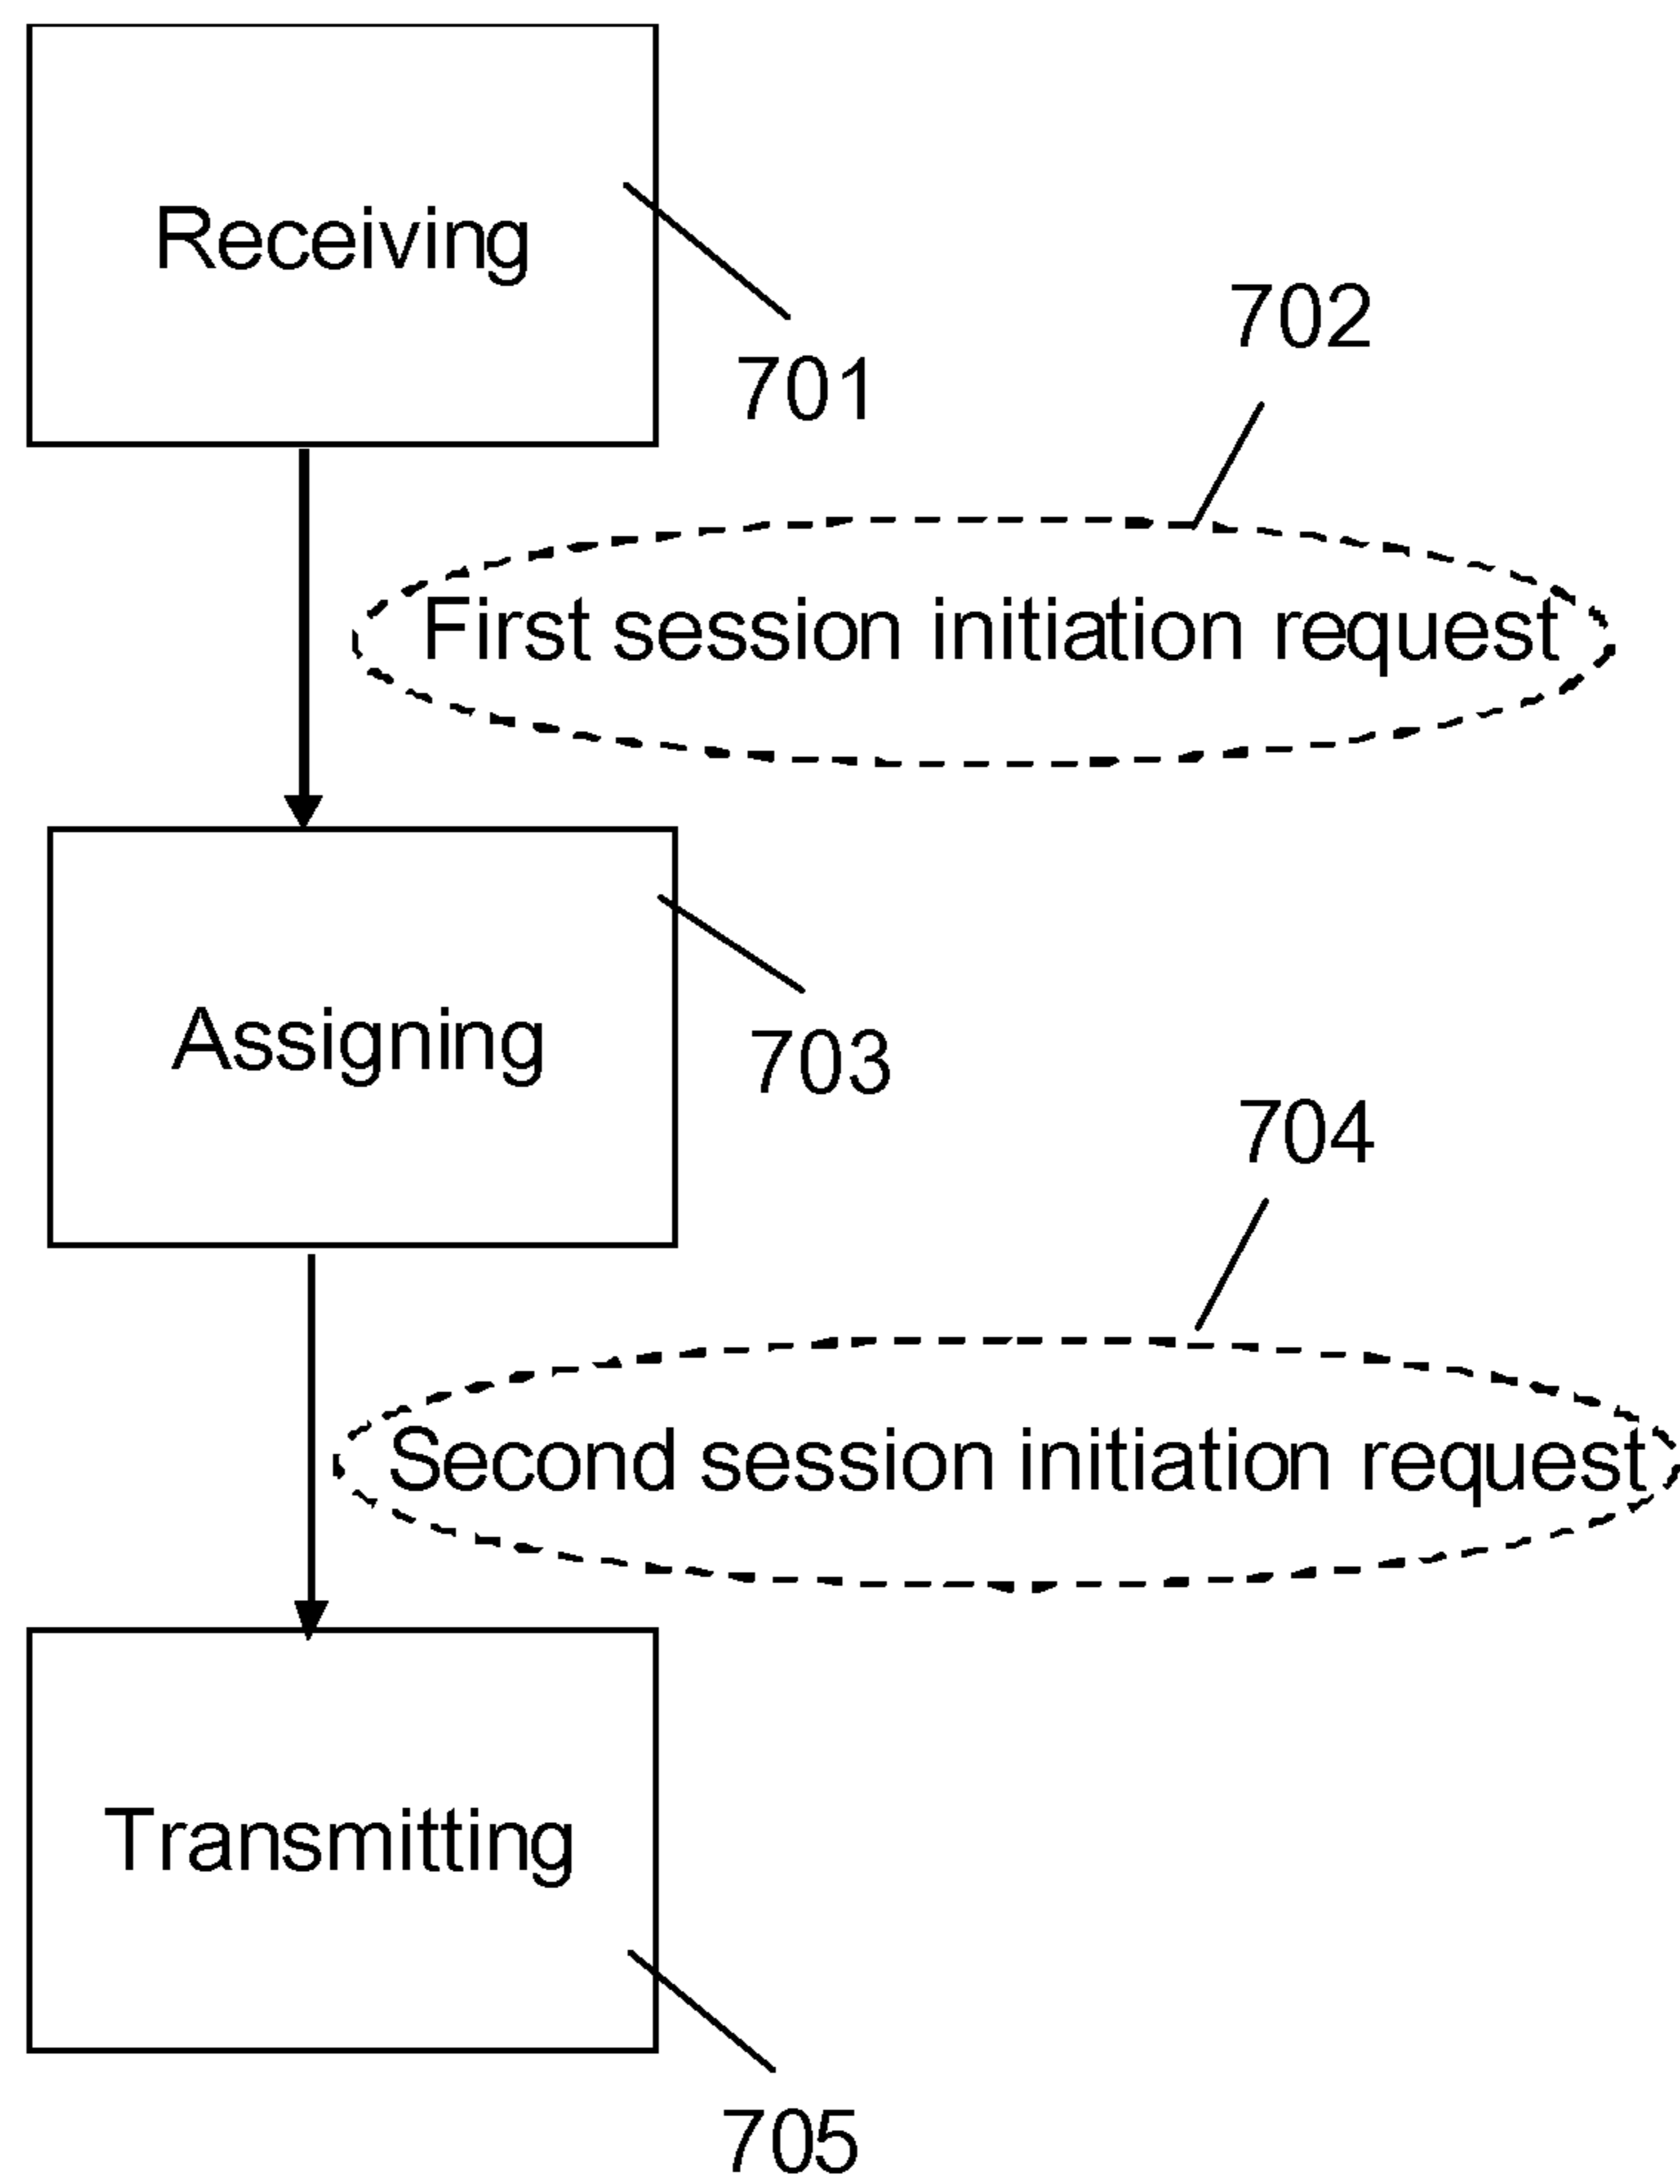 Receiving
701
702
First session initiation request
Assigning
703
704
Second session initiation request
Transmitting
705